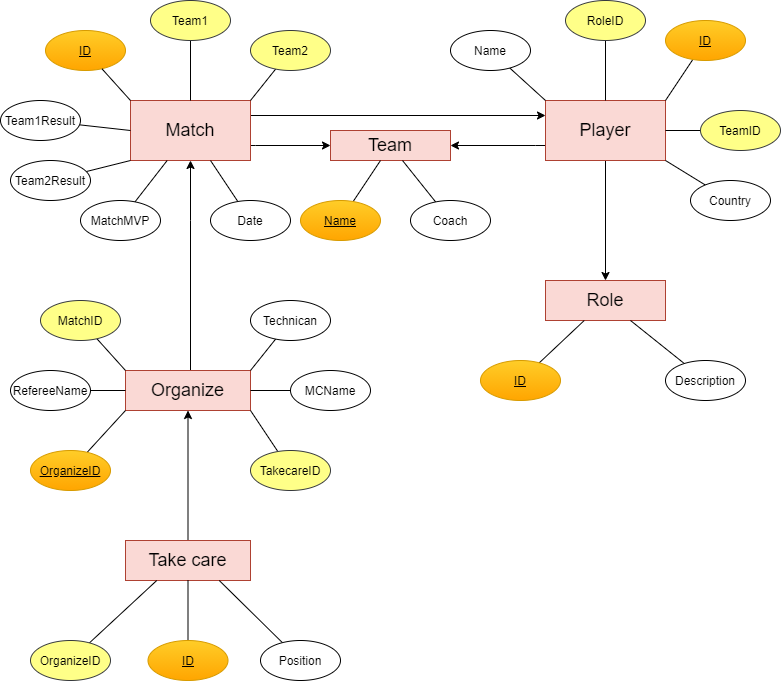 Team1
RoleID
ID
Team2
Name
ID
Team1Result
Match
Team
Player
TeamID
Team2Result
MatchMVP
Date
Name
Coach
Country
Role
MatchID
Technican
ID
Description
RefereeName
Organize
MCName
OrganizeID
TakecareID
Take care
OrganizeID
ID
Position